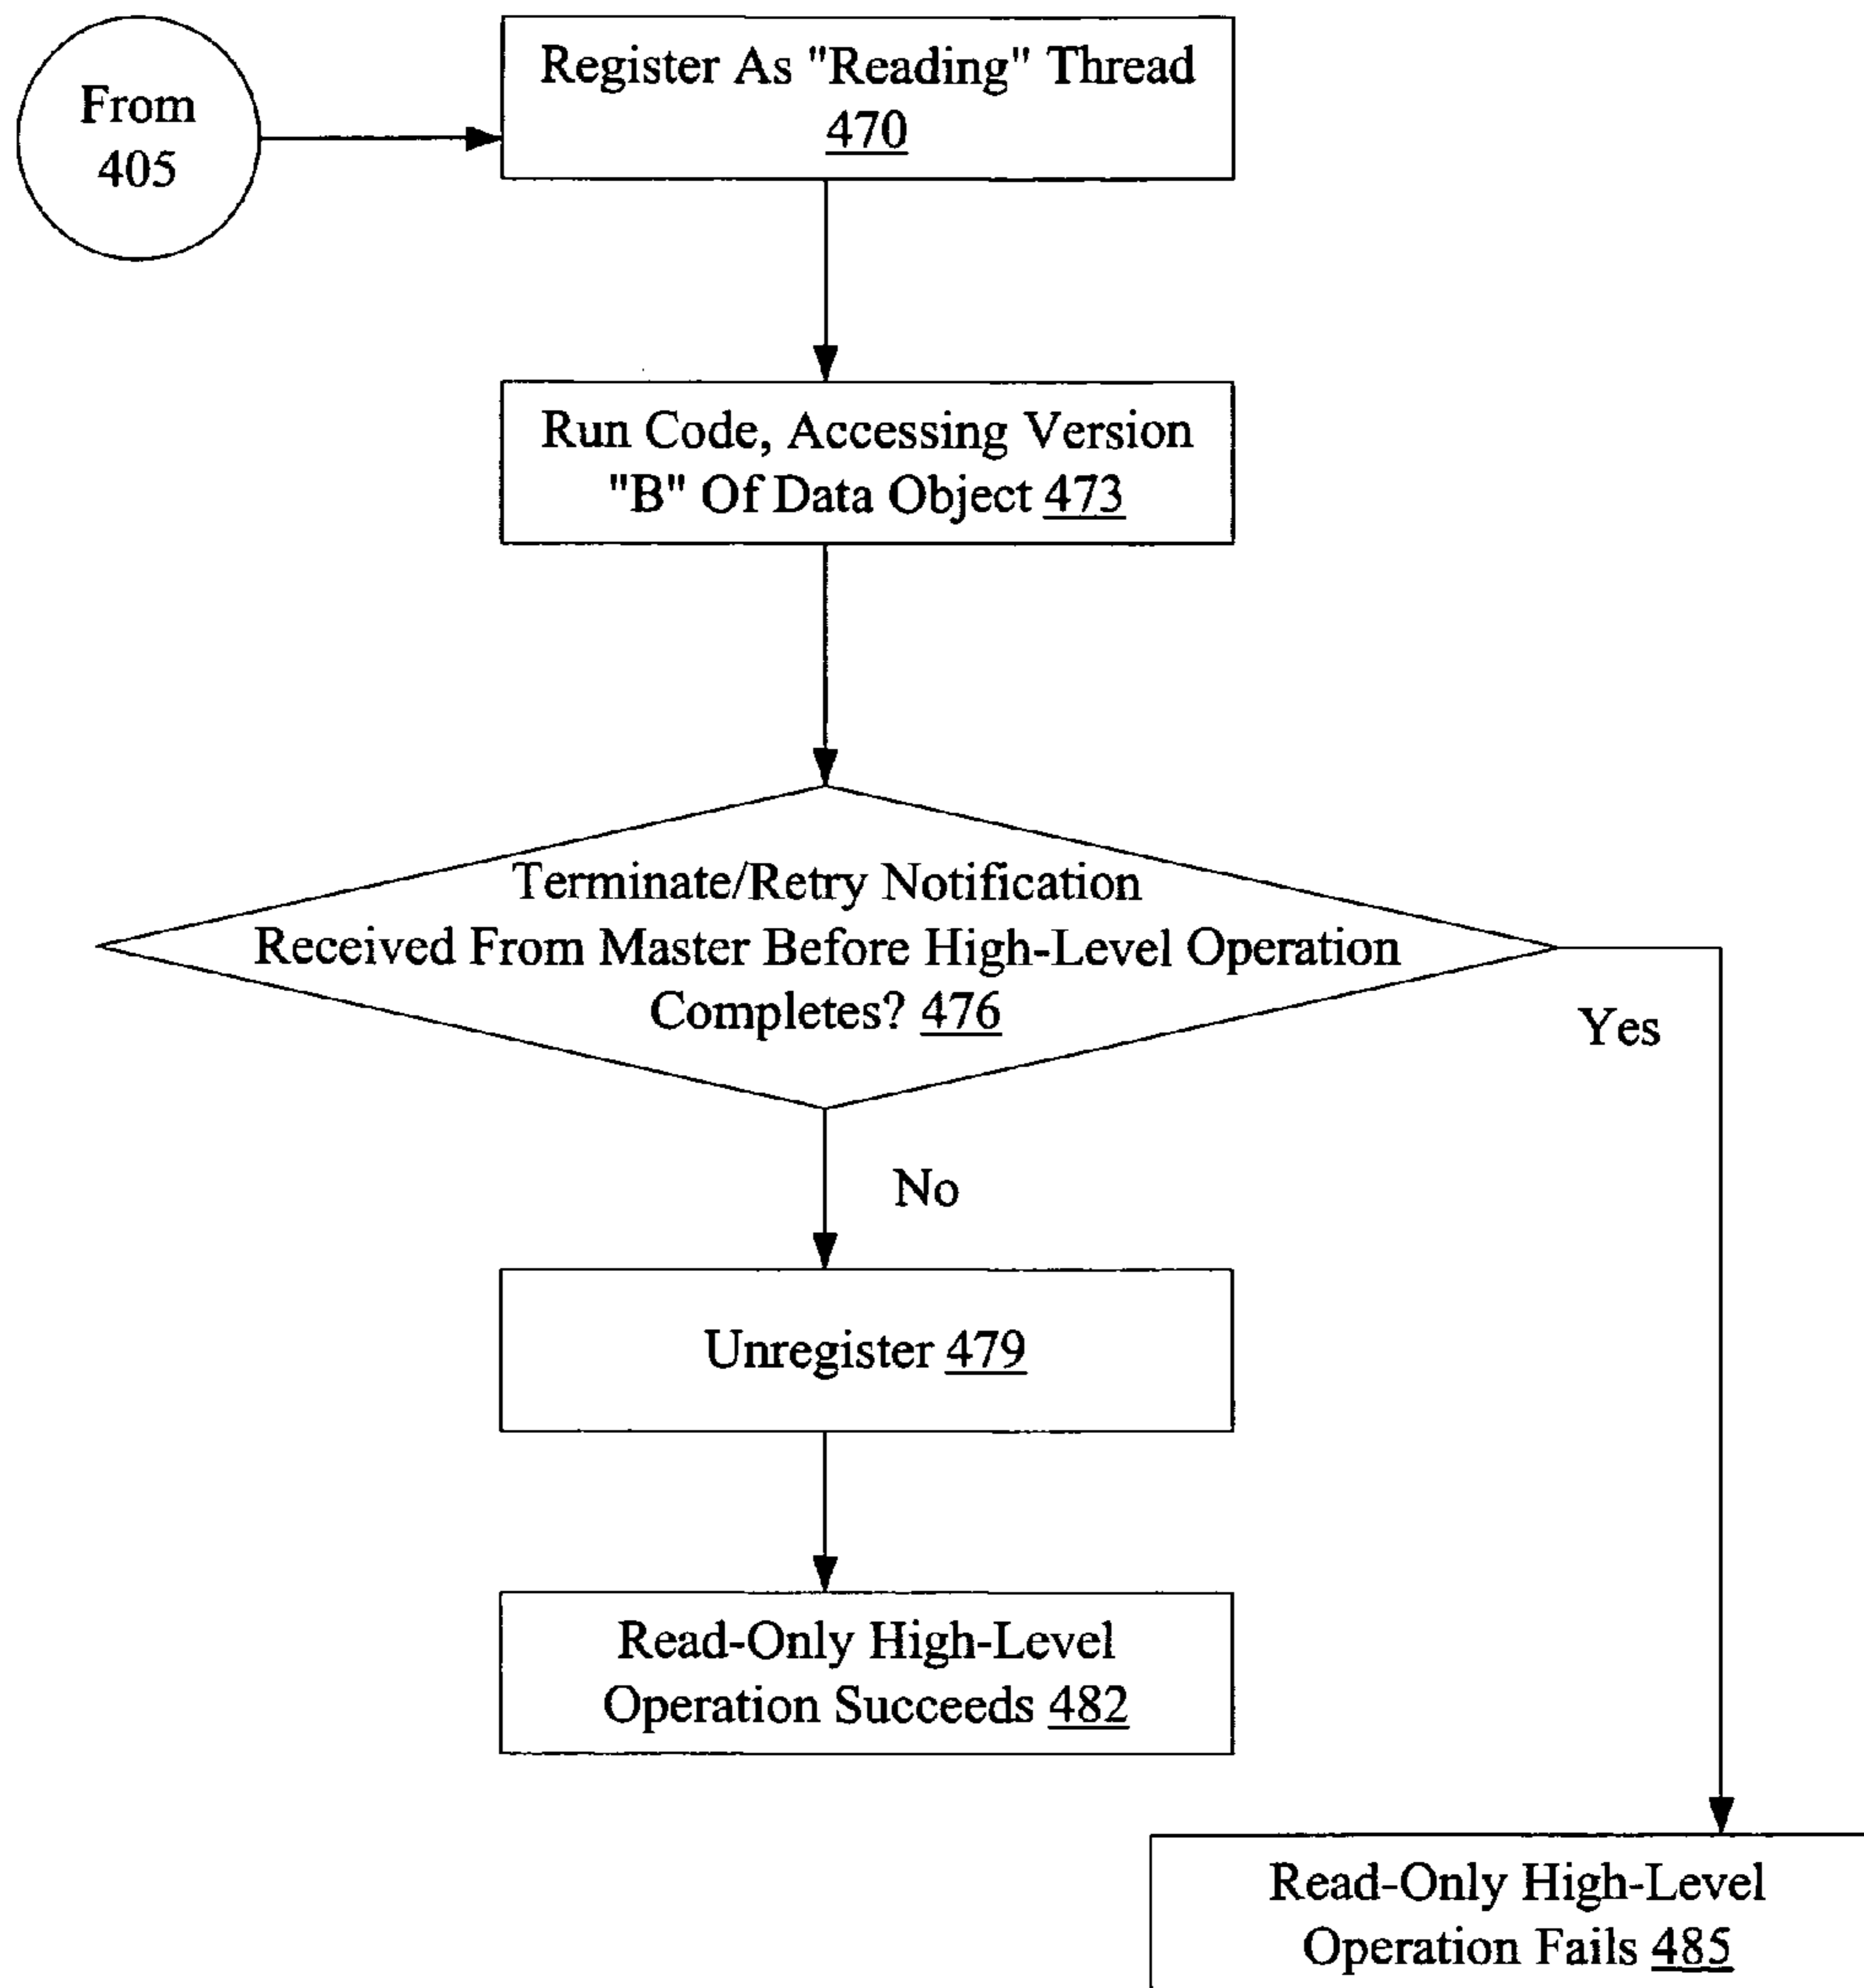 From
405
Register As "Reading" Thread
470
Run Code, Accessing Version
"B" Of Data Object 473
Terminate/Retry Notification
Received From Master Before High-Level Operation
Completes? 476
Yes
No
Unregister 479
Read-Only High-Level
Operation Succeeds 482
Read-Only High-Level
Operation Fails 485